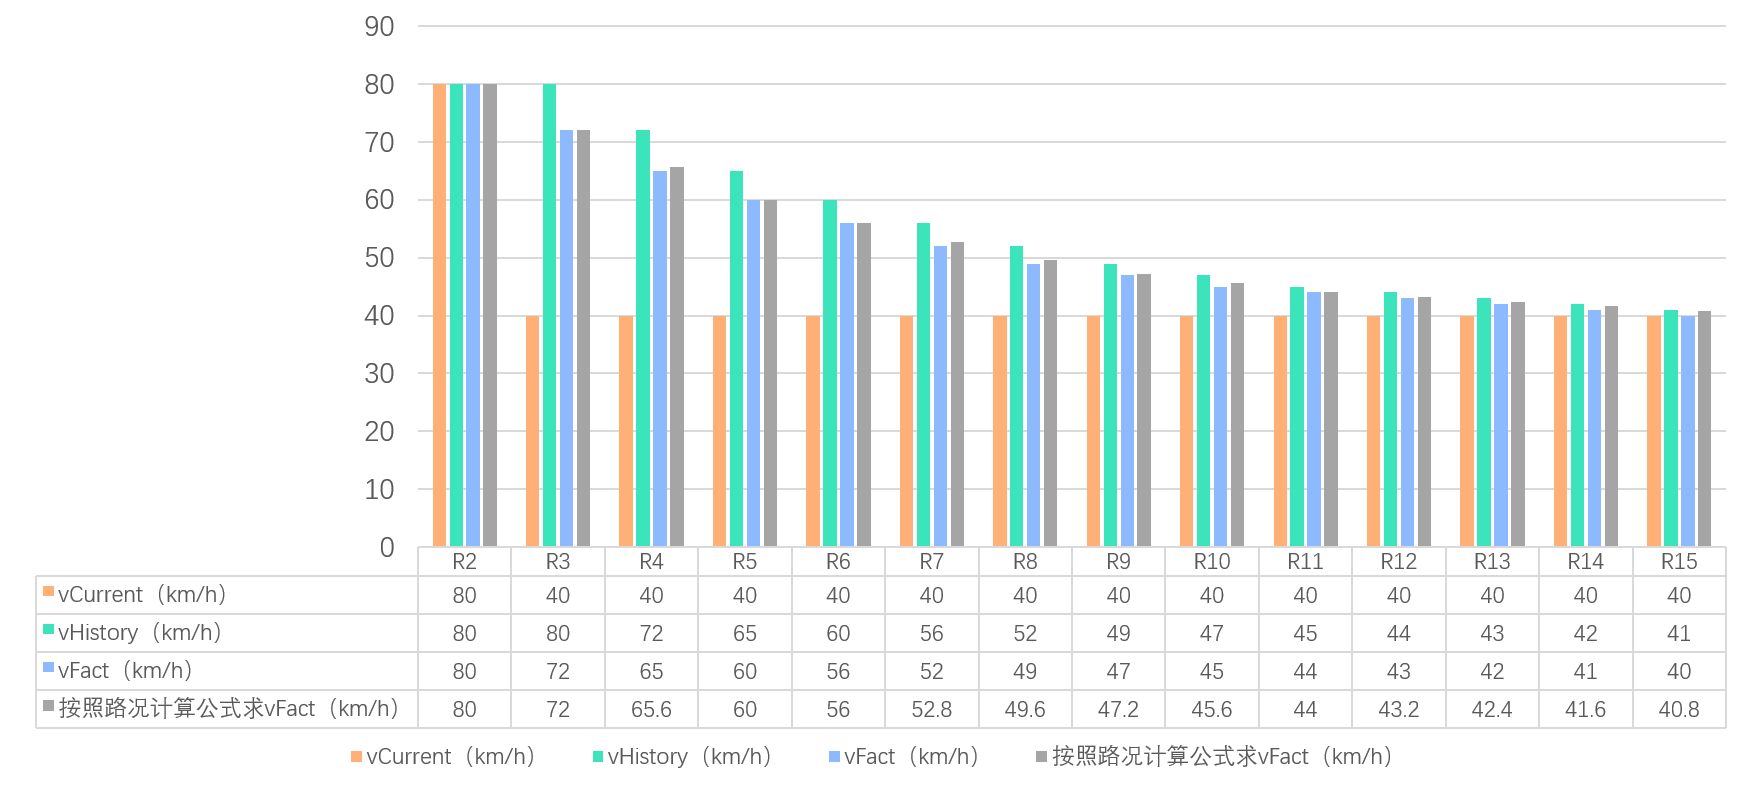 90
80
70
60
50
40
30
20
10
0
R2 R3 R4 R5 R6 R7 R8 R9 R10 R11 R12 R13 R14 R15
vCurrent（km/h） 80 40 40 40 40 40 40 40 40 40 40 40 40 40
vHistory（km/h） 80 80 72 65 60 56 52 49 47 45 44 43 42 41
vFact（km/h） 80 72 65 60 56 52 49 47 45 44 43 42 41 40
按照路况计算公式求vFact（km/h） 80 72 65.6 60 56 52.8 49.6 47.2 45.6 44 43.2 42.4 41.6 40.8
vCurrent（km/h） vHistory（km/h） vFact（km/h） 按照路况计算公式求vFact（km/h）